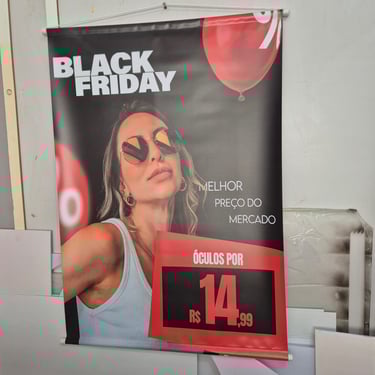 %
BLACK
FRIDAY
MELHOR
PREÇO DO
MERCADO
ÓCULOS POR
R$ 14,99